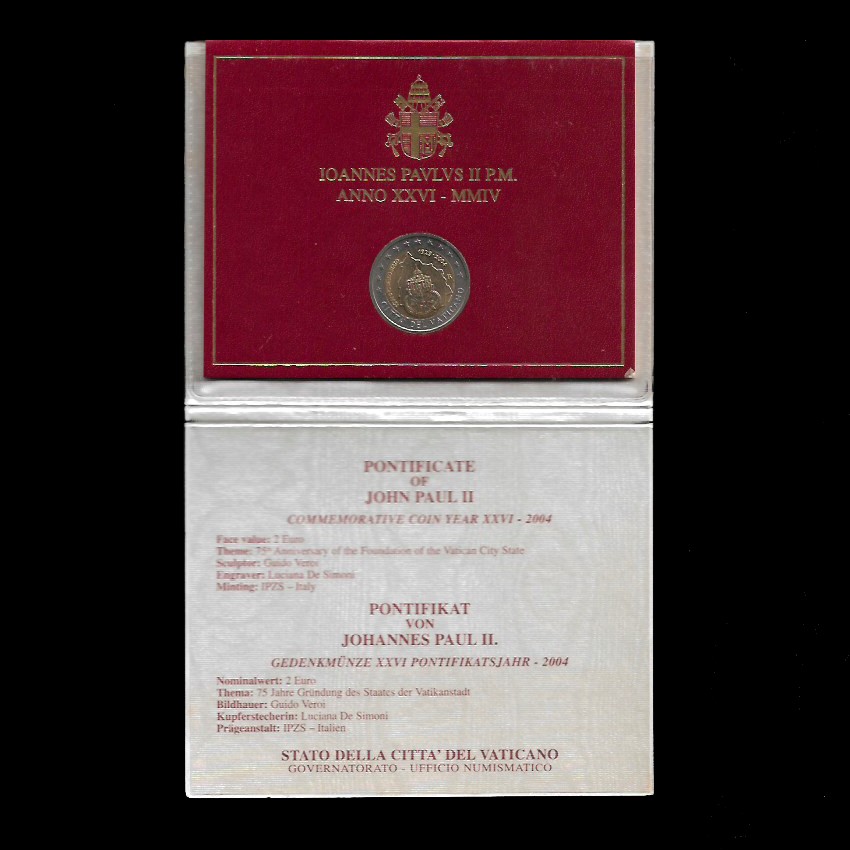 IOANNES PAVLVS II P.M.
ANNO XXVI - MMIV
1929-2004
CITTA' DEL VATICANO
PONTIFICATE
OF
JOHN PAUL II
COMMEMORATIVE COIN YEAR XXVI - 2004
Face value: 2 Euro
Theme: 75th Anniversary of the Foundation of the Vatican City State
Sculptor: Guido Veroi
Engraver: Luciana De Simoni
Minting: IPZS – Italy
PONTIFIKAT
VON
JOHANNES PAUL II.
GEDENKMÜNZE XXVI PONTIFIKATSJAHR - 2004
Nominalwert: 2 Euro
Thema: 75 Jahre Gründung des Staates der Vatikanstadt
Bildhauer: Guido Veroi
Kupferstecherin: Luciana De Simoni
Prägeanstalt: IPZS – Italien
STATO DELLA CITTA' DEL VATICANO
GOVERNATORATO - UFFICIO NUMISMATICO